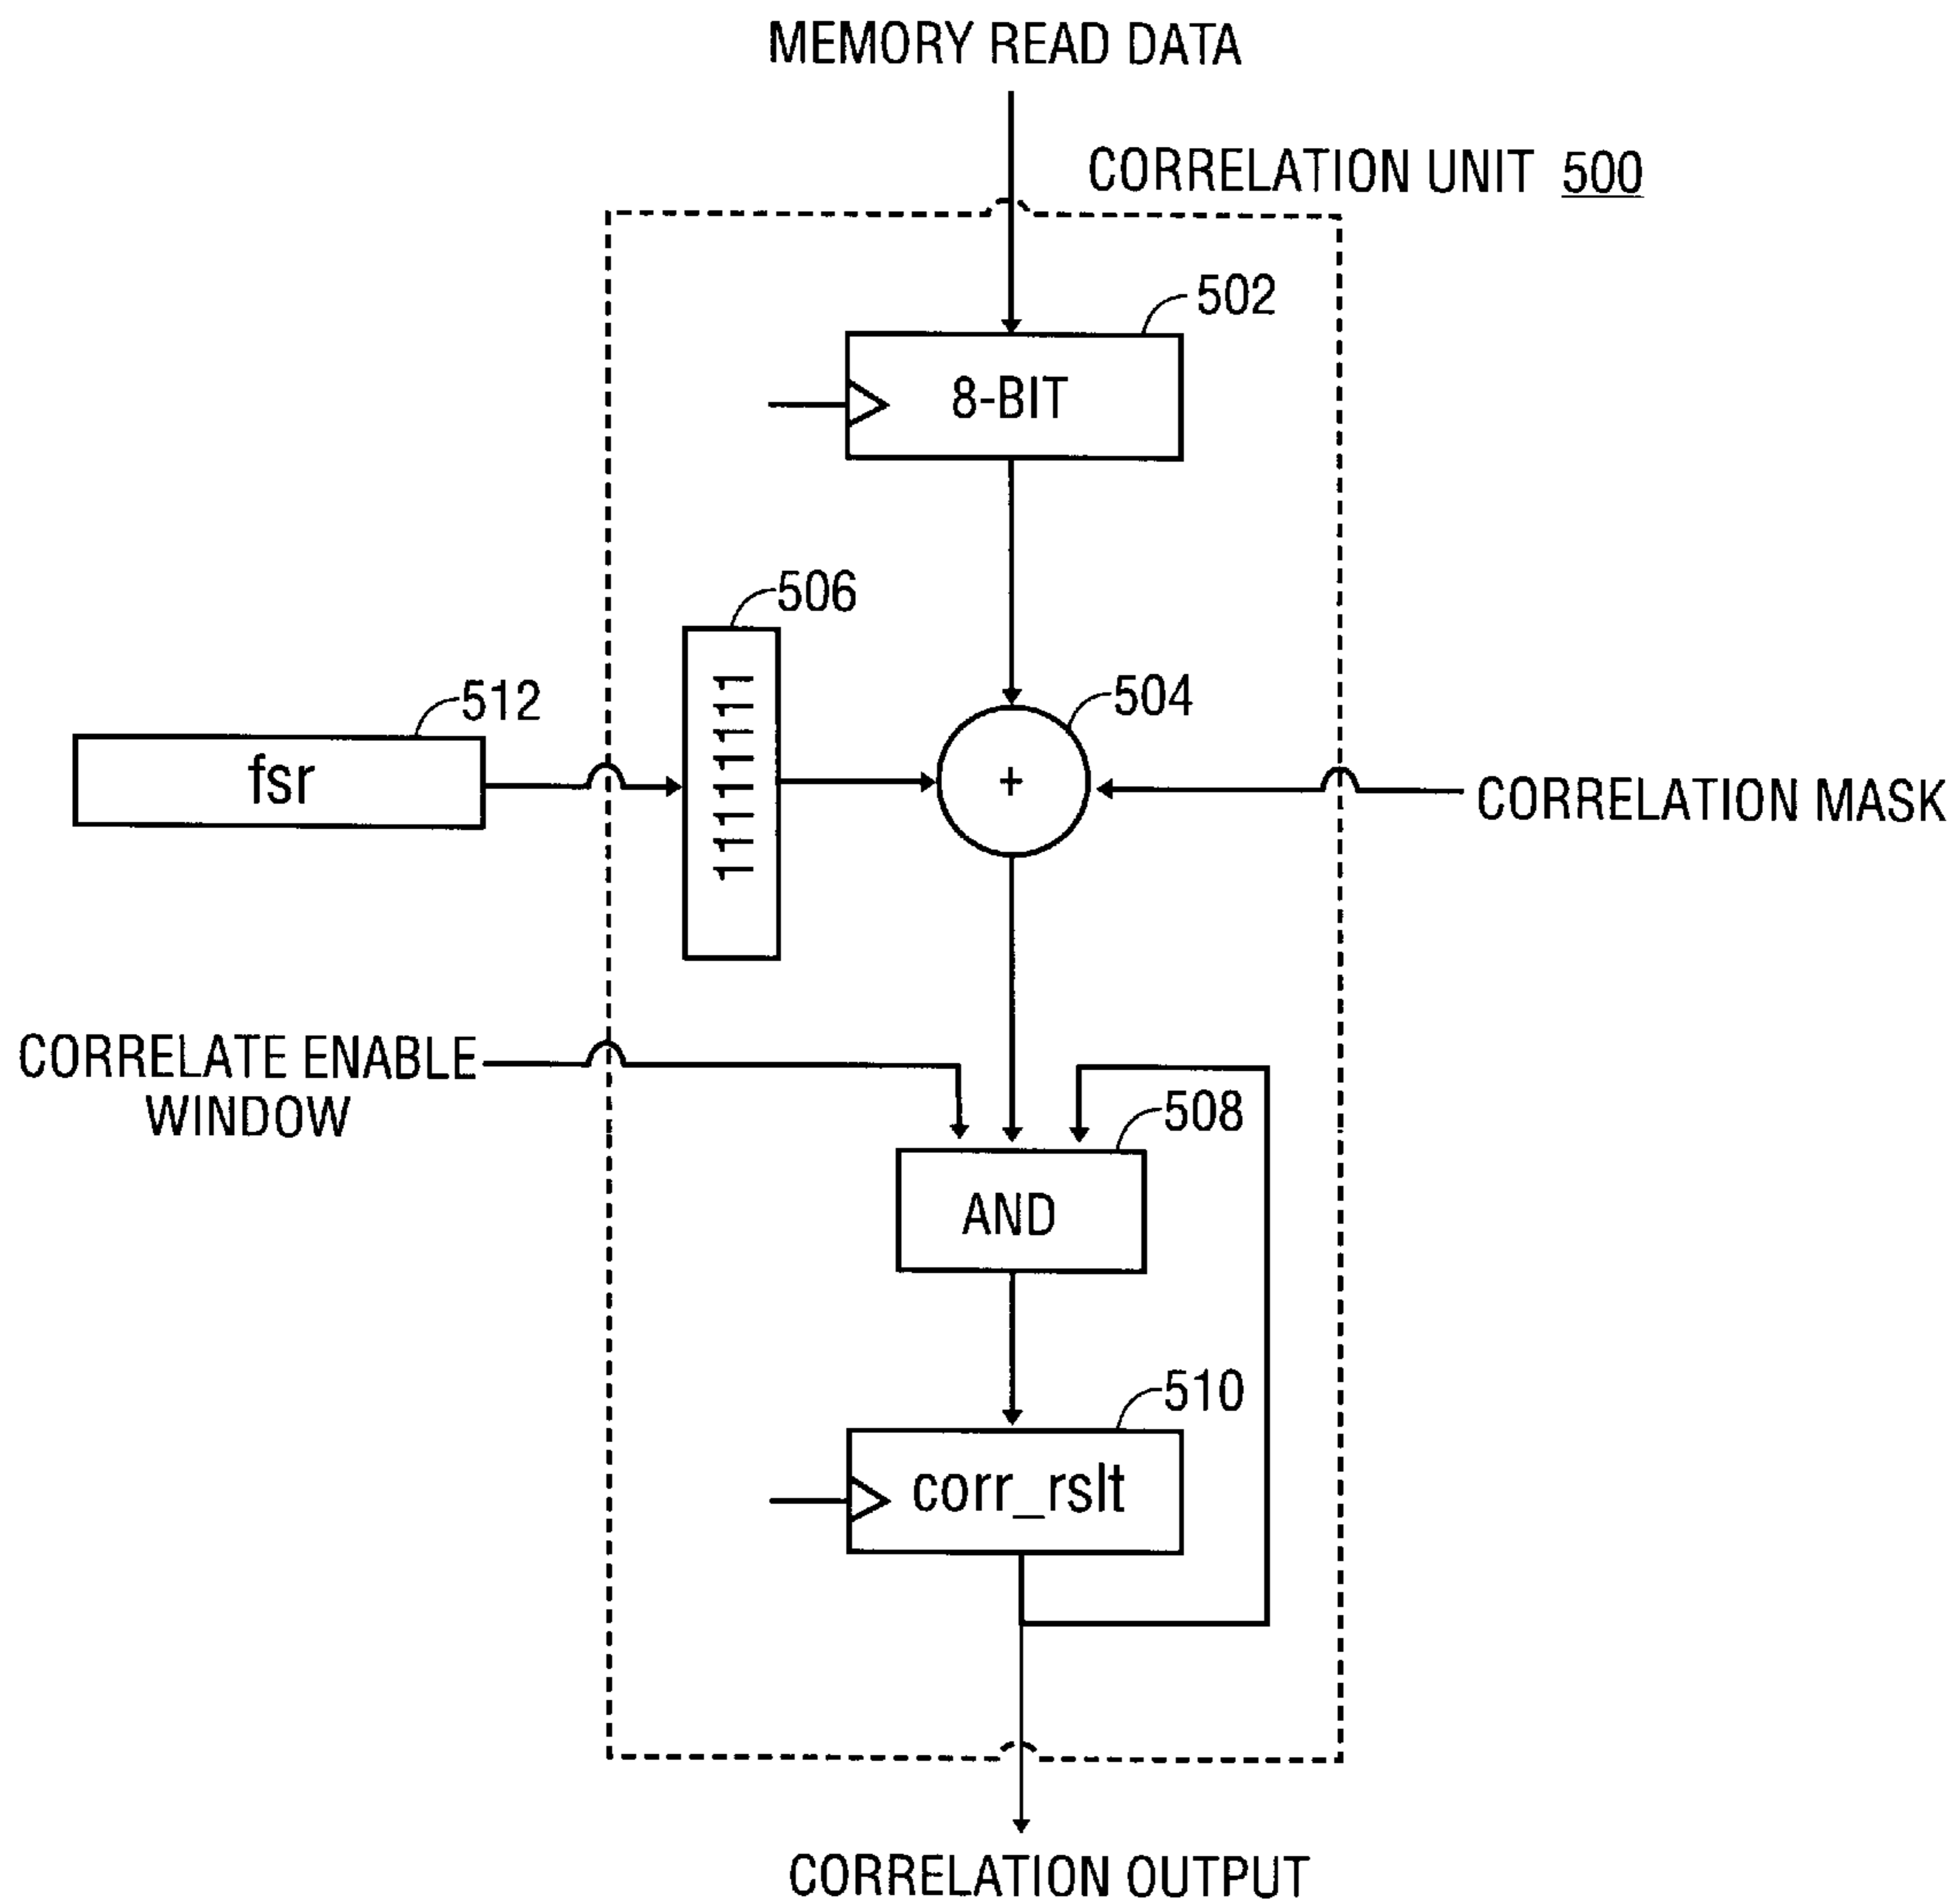 MEMORY READ DATA
CORRELATION UNIT 500
502
8-BIT
506
11111111
504
+
512
fsr
CORRELATION MASK
CORRELATE ENABLE
WINDOW
508
AND
510
corr_rslt
CORRELATION OUTPUT